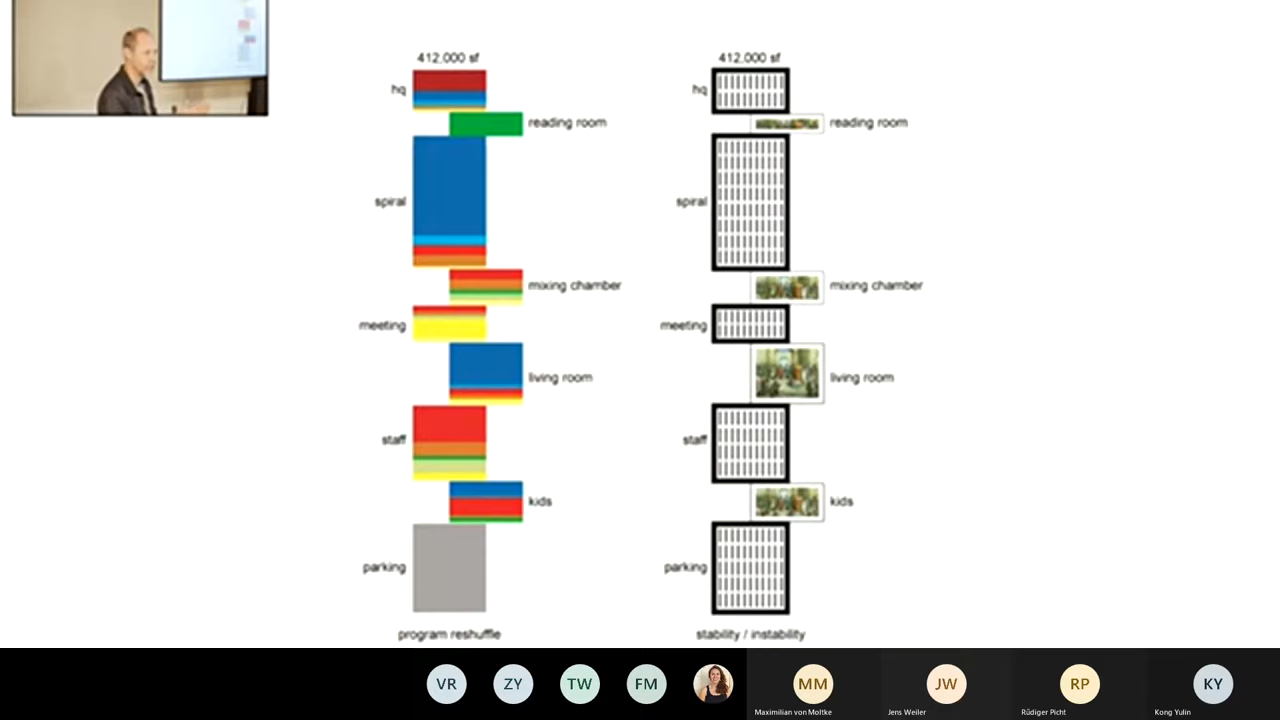 412,000 sf
412,000 sf
hq
hq
reading room
reading room
spiral
spiral
mixing chamber
mixing chamber
meeting
meeting
living room
living room
staff
staff
kids
kids
parking
parking
program reshuffle
stability / instability
VR
ZY
TW
FM
MM
JW
RP
KY
Maximilian von Moltke
Jens Weiler
Rüdiger Picht
Kong Yulin